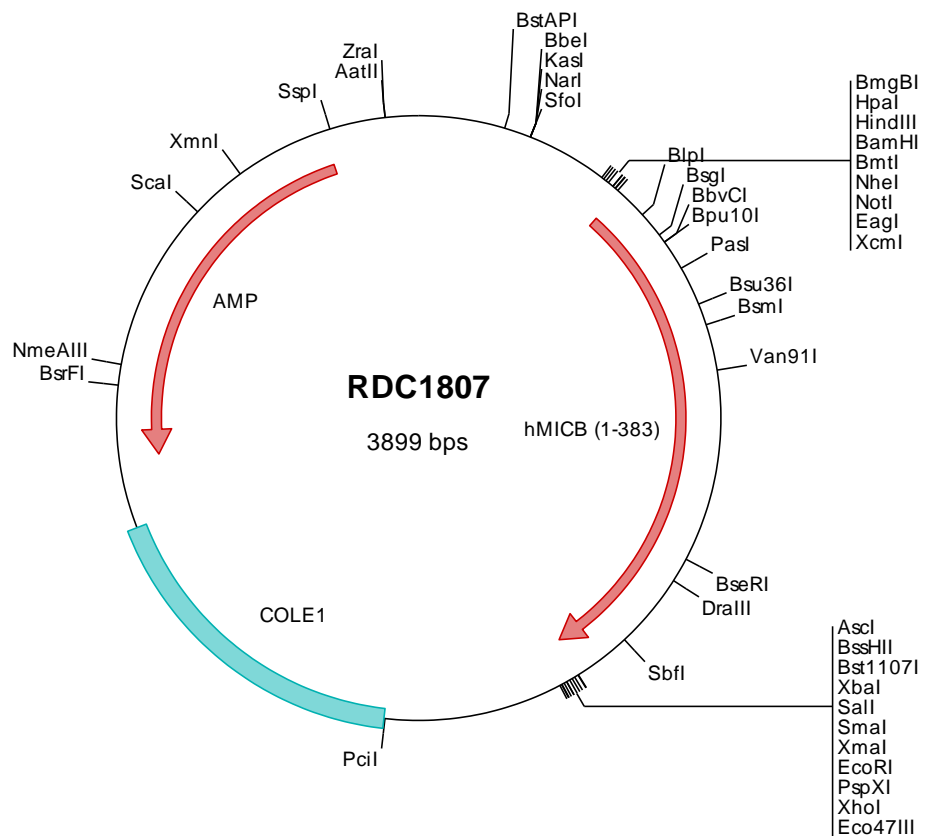 BstAPI
BbeI
KasI
NarI
SfoI
ZraI
AatII
SspI
XmnI
ScaI
BmgBI
HpaI
HindIII
BamHI
BmtI
NheI
NotI
EagI
XcmI
BlpI
BsgI
BbvCI
Bpu10I
PasI
Bsu36I
BsmI
Van91I
AMP
NmeAIII
BsrFI
RDC1807
3899 bps
hMICB (1-383)
BseRI
DraIII
COLE1
SbfI
PciI
AscI
BssHII
Bst1107I
XbaI
SalI
SmaI
XmaI
EcoRI
PspXI
XhoI
Eco47III